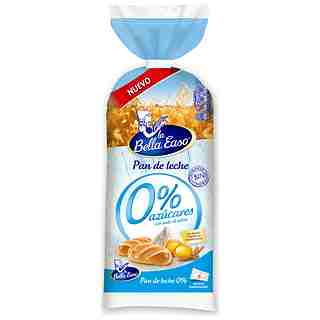 NUEVO
la
Bella Easo
Pan de leche
0%
azúcares
la
Bella Easo
Pan de leche 0%